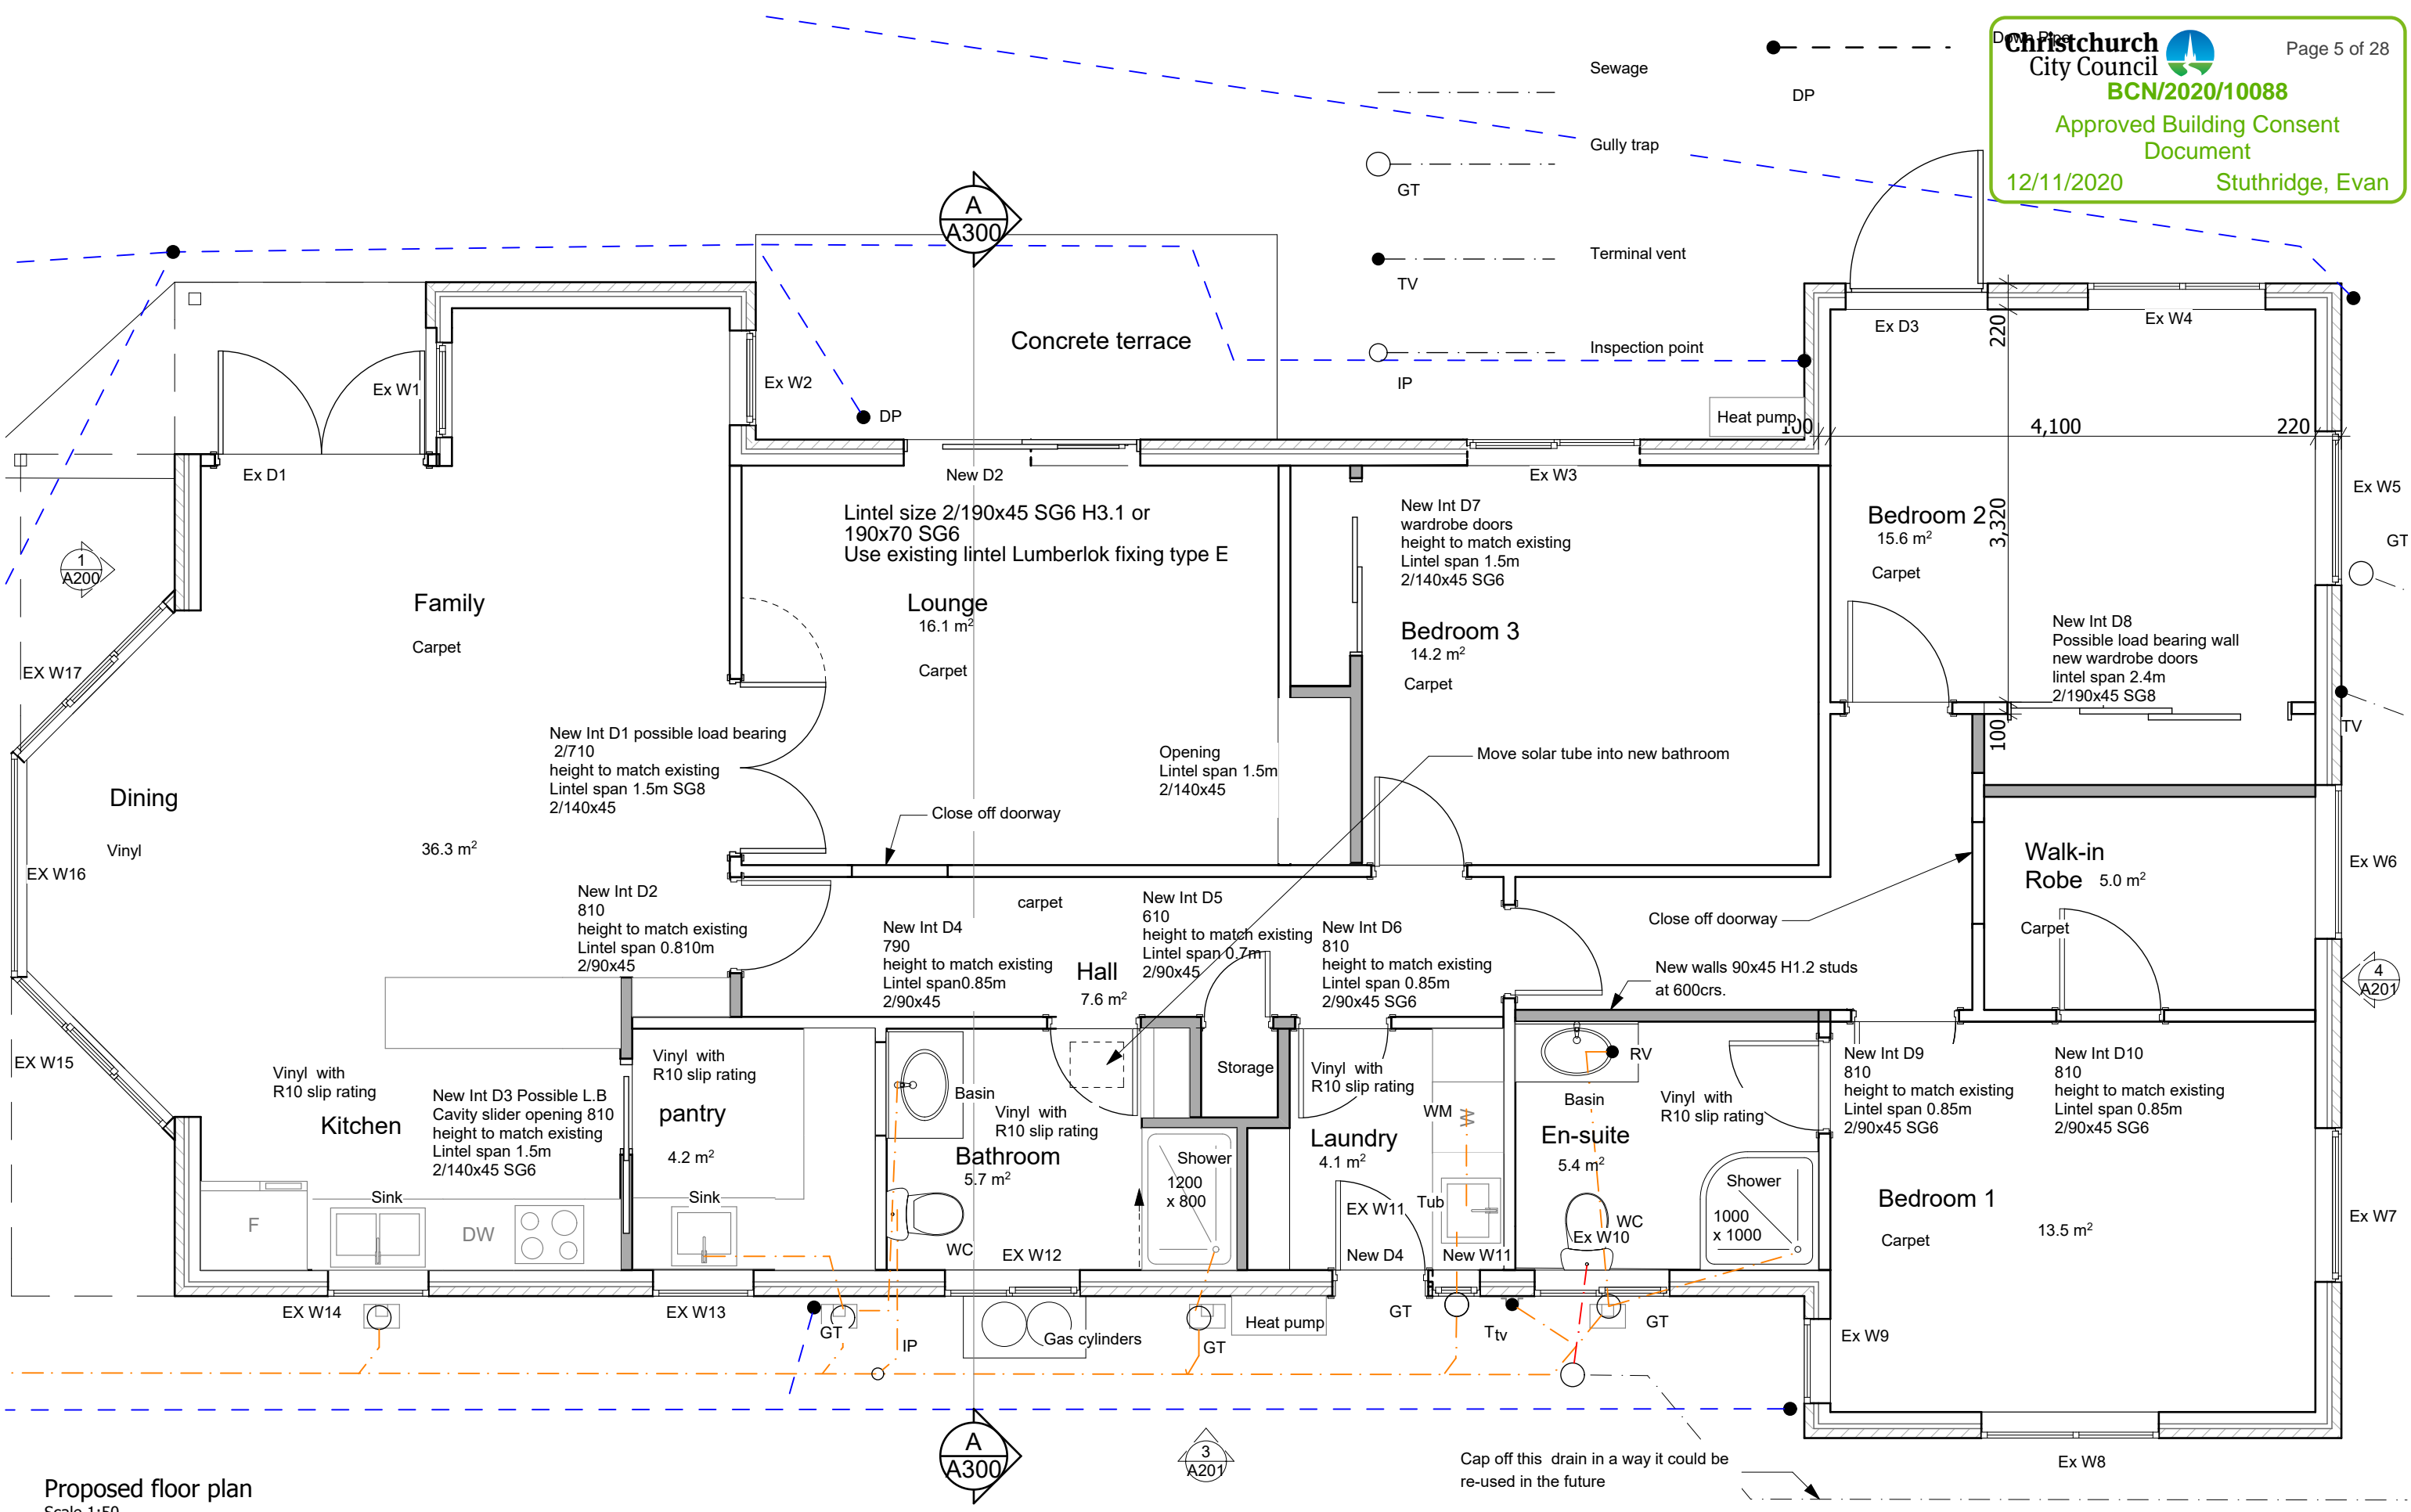 Down Pipe
Christchurch
City Council
Page 5 of 28
BCN/2020/10088
Approved Building Consent
Document
12/11/2020 Stuthridge, Evan
Sewage
DP
Gully trap
GT
Terminal vent
TV
Inspection point
IP
A
A300
Concrete terrace
Ex W1
Ex W2
DP
Heat pump
Ex D3
Ex W4
220
100
4,100
220
Ex D1
New D2
Ex W3
Ex W5
Lintel size 2/190x45 SG6 H3.1 or
190x70 SG6
Use existing lintel Lumberlok fixing type E
New Int D7
wardrobe doors
height to match existing
Lintel span 1.5m
2/140x45 SG6
Bedroom 2
15.6 m²
Carpet
3,320
GT
1
A200
Family
Carpet
Lounge
16.1 m²
Carpet
Bedroom 3
14.2 m²
Carpet
New Int D8
Possible load bearing wall
new wardrobe doors
lintel span 2.4m
2/190x45 SG8
EX W17
TV
100
New Int D1 possible load bearing
2/710
height to match existing
Lintel span 1.5m SG8
2/140x45
Opening
Lintel span 1.5m
2/140x45
Move solar tube into new bathroom
Dining
Vinyl
36.3 m²
Close off doorway
EX W16
Walk-in
Robe 5.0 m²
Carpet
Ex W6
New Int D2
810
height to match existing
Lintel span 0.810m
2/90x45
carpet
New Int D4
790
height to match existing
Lintel span0.85m
2/90x45
Hall
7.6 m²
New Int D5
610
height to match existing
Lintel span 0.7m
2/90x45
New Int D6
810
height to match existing
Lintel span 0.85m
2/90x45 SG6
Close off doorway
New walls 90x45 H1.2 studs
at 600crs.
4
A201
EX W15
Vinyl with
R10 slip rating
Kitchen
New Int D3 Possible L.B
Cavity slider opening 810
height to match existing
Lintel span 1.5m
2/140x45 SG6
Vinyl with
R10 slip rating
pantry
4.2 m²
Basin
Vinyl with
R10 slip rating
Bathroom
5.7 m²
Storage
Vinyl with
R10 slip rating
Laundry
4.1 m²
WM
W
RV
Basin
Vinyl with
R10 slip rating
En-suite
5.4 m²
New Int D9
810
height to match existing
Lintel span 0.85m
2/90x45 SG6
New Int D10
810
height to match existing
Lintel span 0.85m
2/90x45 SG6
Shower
1200
x 800
Shower
1000
x 1000
Bedroom 1
Carpet
13.5 m²
Ex W7
F
Sink
DW
Sink
WC
EX W12
EX W11
Tub
New D4
New W11
WC
Ex W10
EX W14
EX W13
GT
IP
Gas cylinders
GT
Heat pump
GT
T
tv
GT
Ex W9
A
A300
3
A201
Cap off this drain in a way it could be
re-used in the future
Ex W8
Proposed floor plan
Scale 1:50